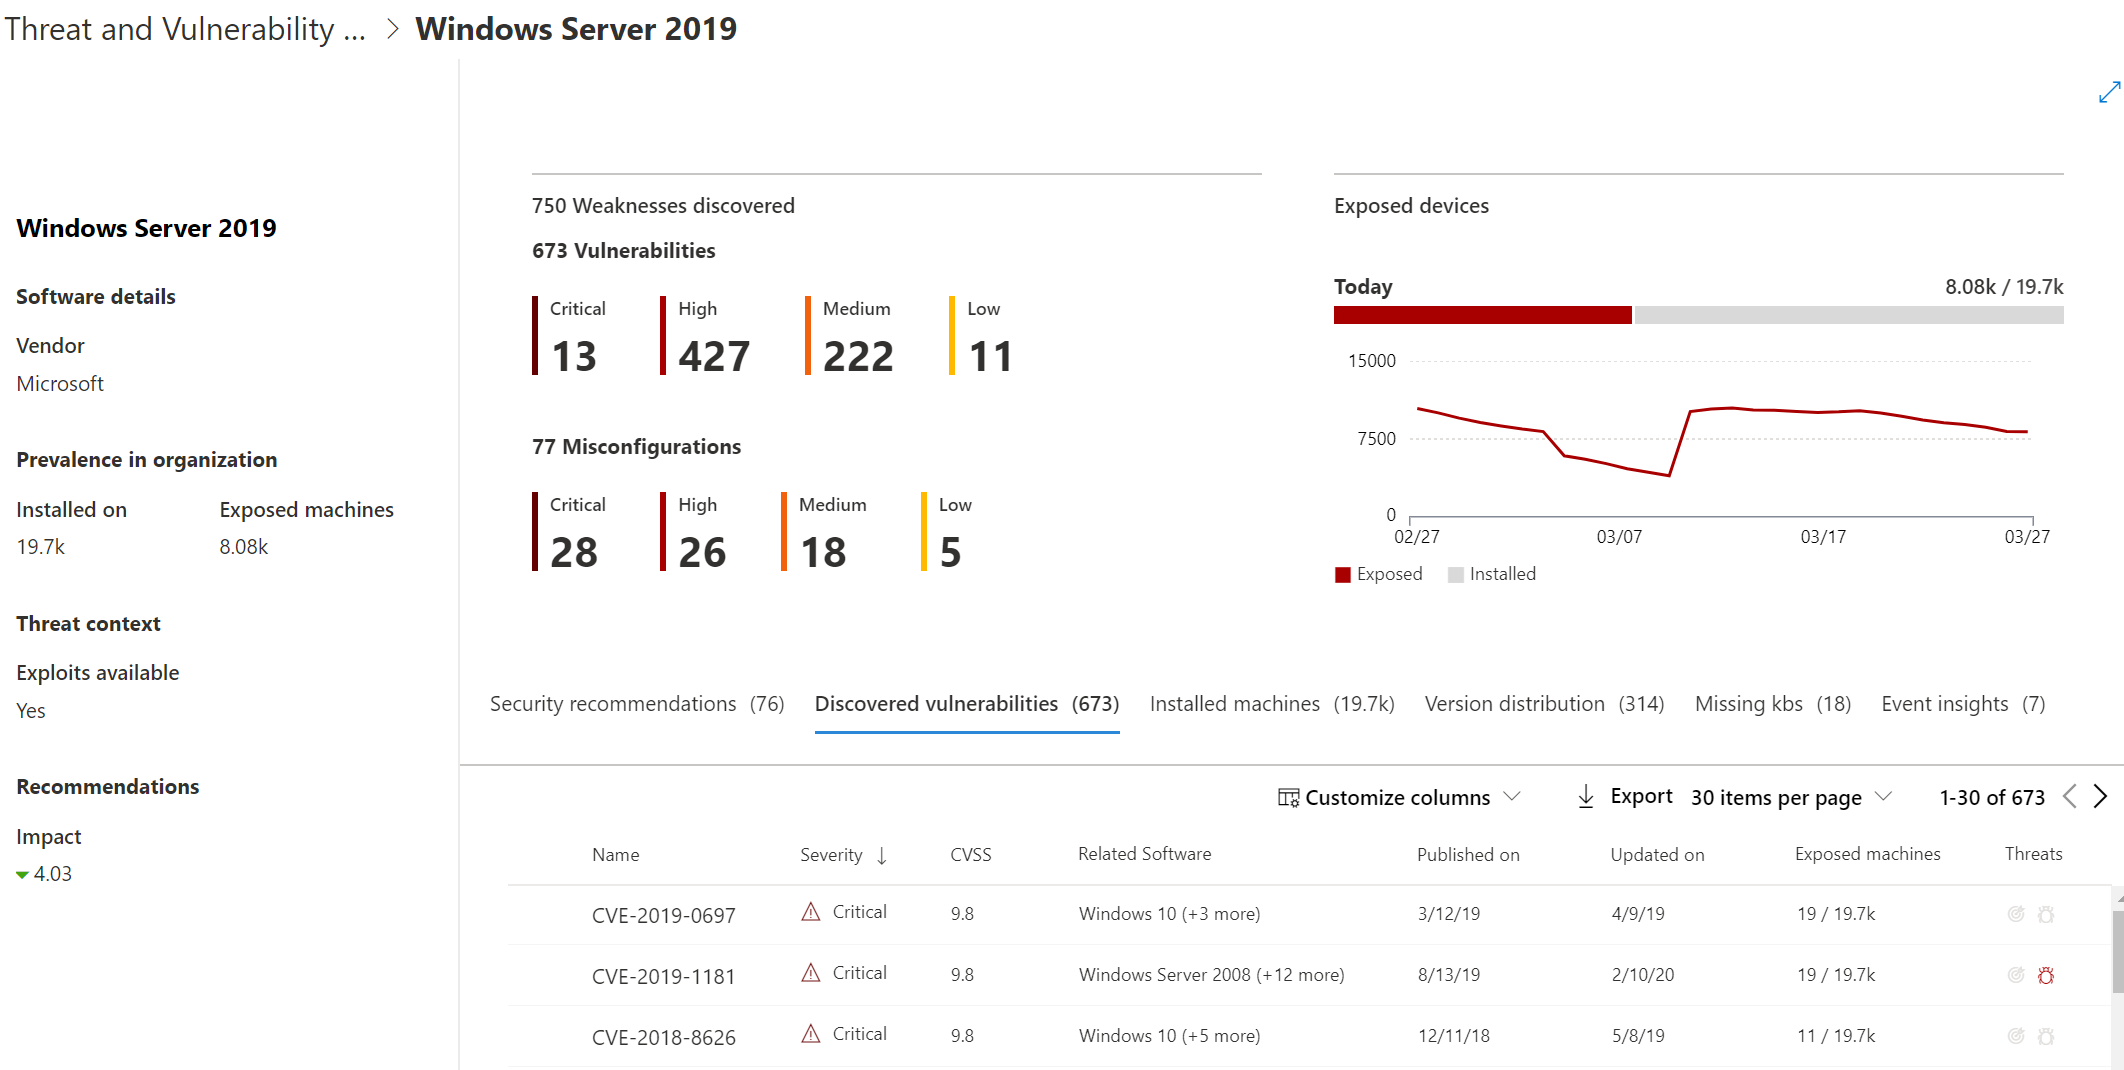 Threat and Vulnerability ... > Windows Server 2019
Windows Server 2019
Software details
Vendor
Microsoft
Prevalence in organization
Installed on Exposed machines
19.7k 8.08k
Threat context
Exploits available
Yes
Recommendations
Impact
4.03
750 Weaknesses discovered
673 Vulnerabilities
Critical High Medium Low
13 427 222 11
77 Misconfigurations
Critical High Medium Low
28 26 18 5
Exposed devices
Today 8.08k / 19.7k
15000
7500
0
02/27 03/07 03/17 03/27
Exposed Installed
Security recommendations (76) Discovered vulnerabilities (673) Installed machines (19.7k) Version distribution (314) Missing kbs (18) Event insights (7)
Customize columns Export 30 items per page 1-30 of 673
Name Severity ↓ CVSS Related Software Published on Updated on Exposed machines Threats
CVE-2019-0697 Critical 9.8 Windows 10 (+3 more) 3/12/19 4/9/19 19 / 19.7k
CVE-2019-1181 Critical 9.8 Windows Server 2008 (+12 more) 8/13/19 2/10/20 19 / 19.7k
CVE-2018-8626 Critical 9.8 Windows 10 (+5 more) 12/11/18 5/8/19 11 / 19.7k